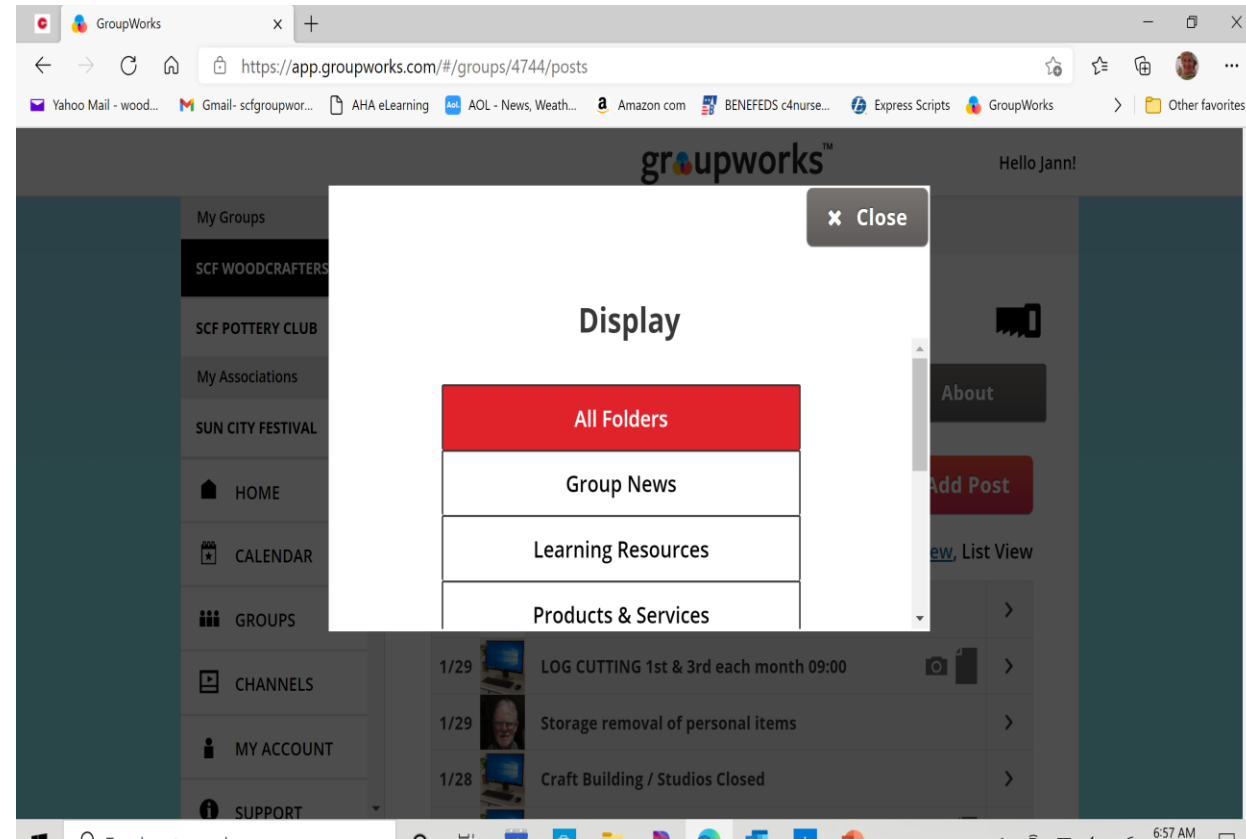 GroupWorks
https://app.groupworks.com/#/groups/4744/posts
Yahoo Mail - wood... Gmail- scfgroupwor... AHA eLearning Aol. AOL - News, Weath... a Amazon com BENEFEDS c4nurse... Express Scripts GroupWorks Other favorites
groupworks™ Hello Jann!
Close
My Groups
SCF WOODCRAFTERS
SCF POTTERY CLUB
My Associations
SUN CITY FESTIVAL
HOME
CALENDAR
GROUPS
CHANNELS
MY ACCOUNT
SUPPORT
Display
All Folders
Group News
Learning Resources
Products & Services
About
Add Post
List View
1/29 LOG CUTTING 1st & 3rd each month 09:00
1/29 Storage removal of personal items
1/28 Craft Building / Studios Closed
6:57 AM